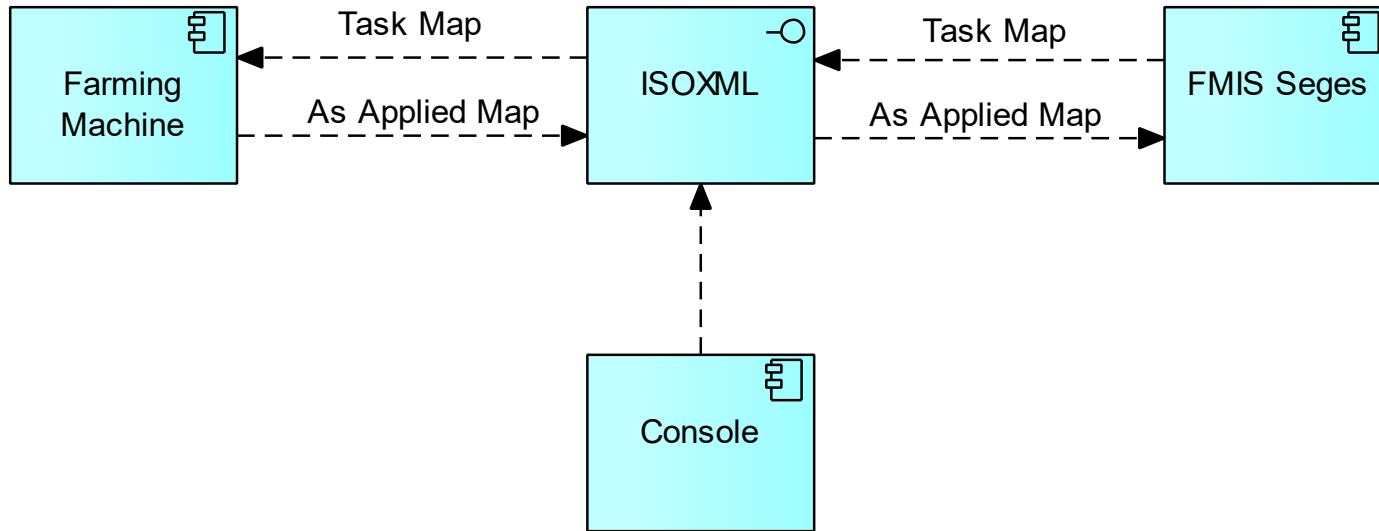 Task Map
Task Map
Farming
Machine
ISOXML
FMIS Seges
As Applied Map
As Applied Map
Console